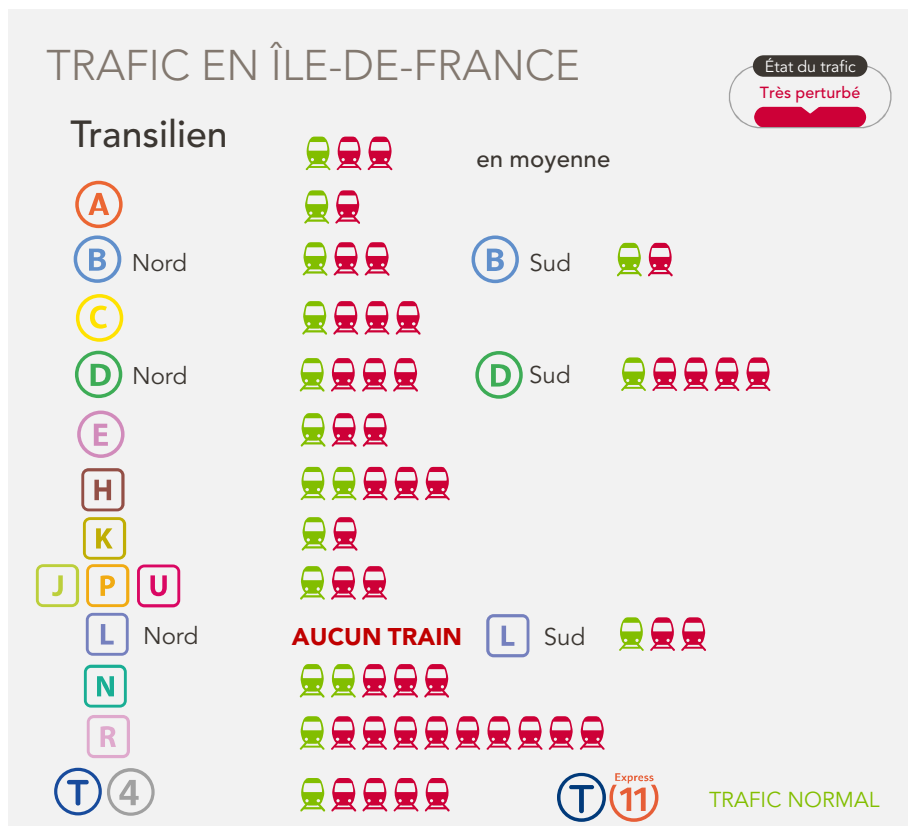 TRAFIC EN ÎLE-DE-FRANCE
État du trafic
Très perturbé
Transilien
en moyenne
A
B Nord
B Sud
C
D Nord
D Sud
E
H
K
J P U
L Nord AUCUN TRAIN
L Sud
N
R
T 4
T Express 11 TRAFIC NORMAL